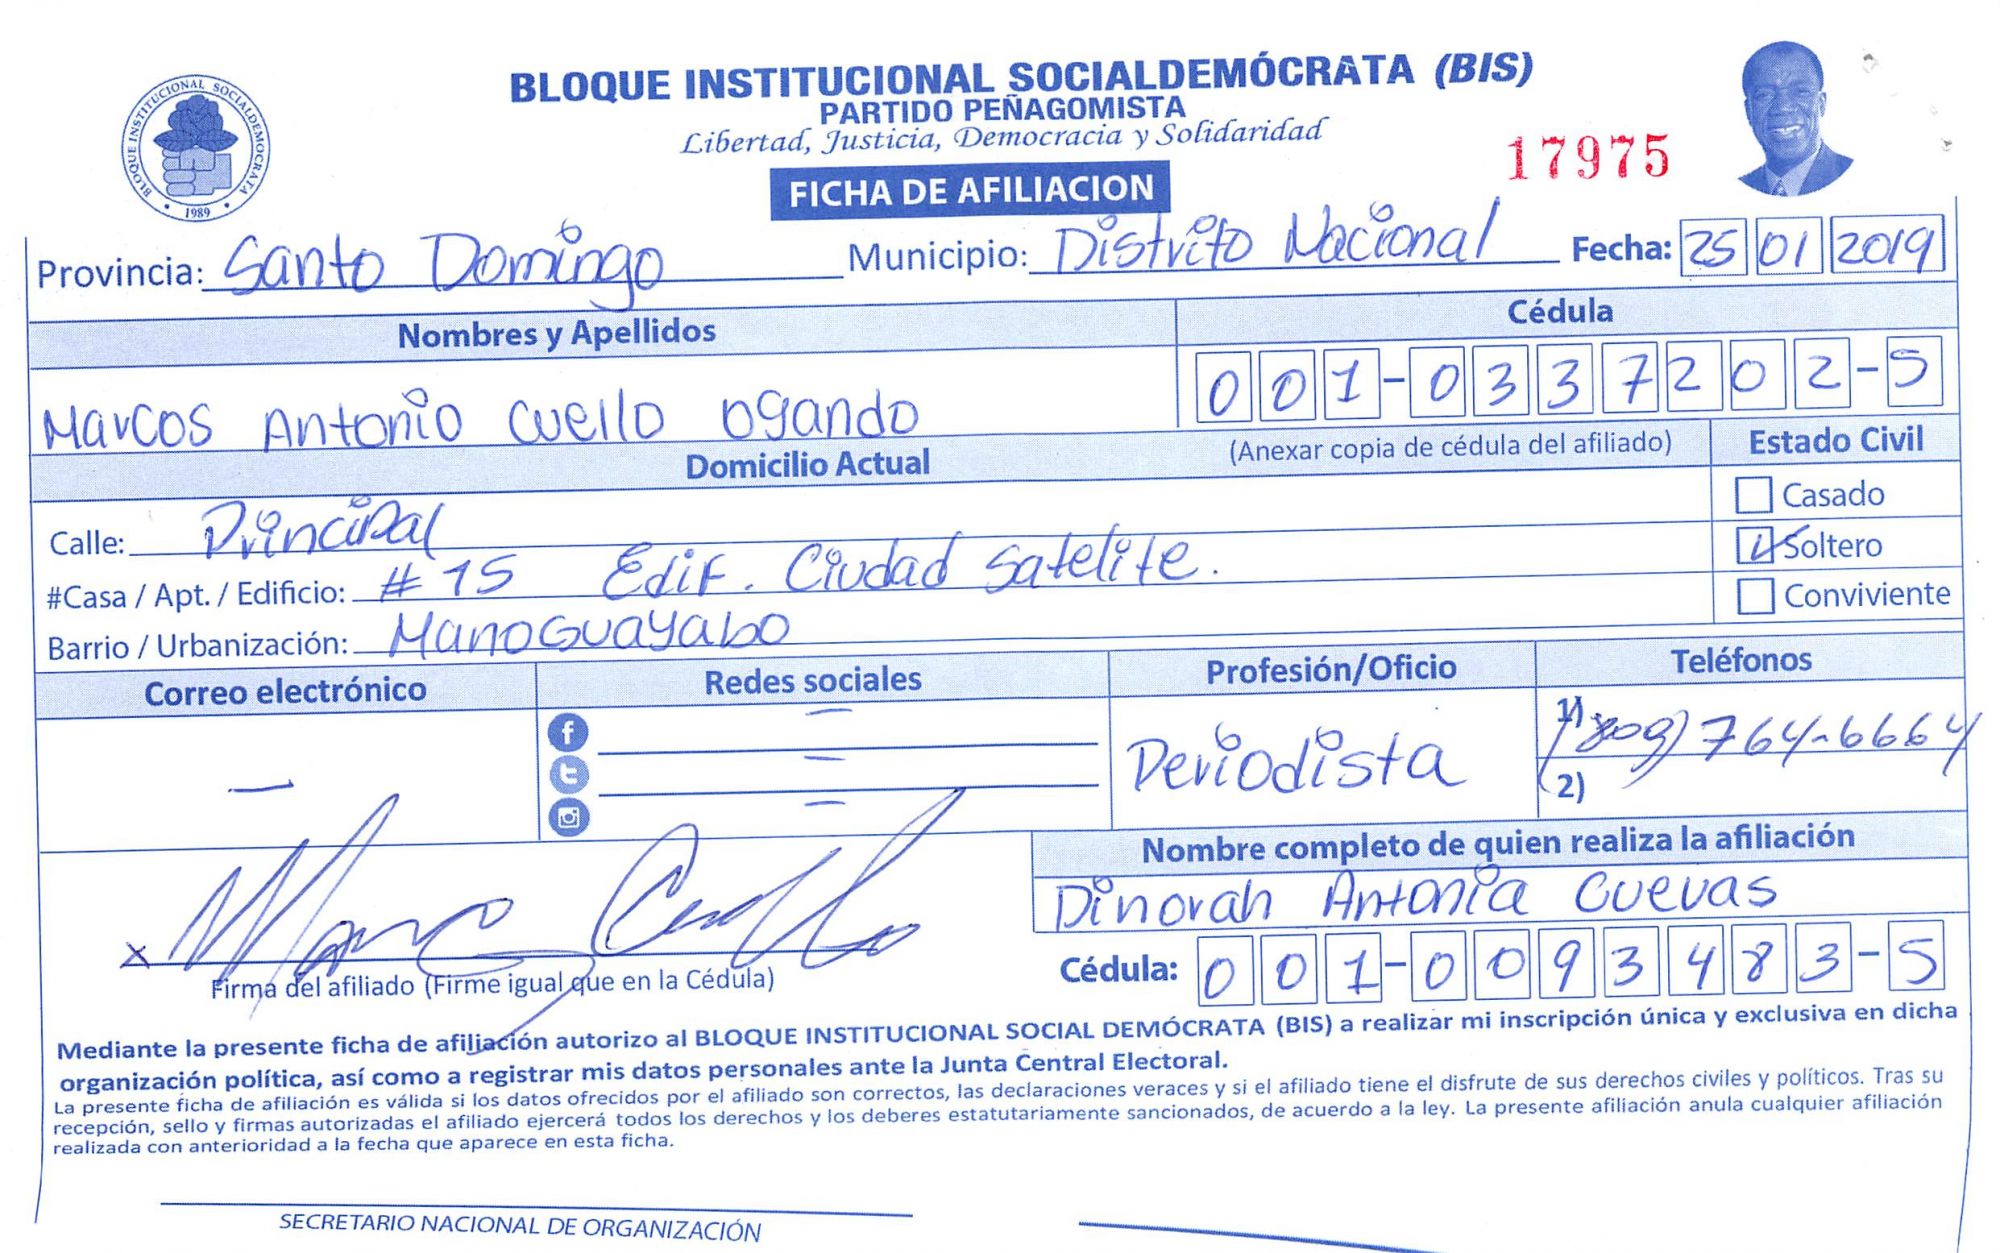 BLOQUE INSTITUCIONAL SOCIALDEMÓCRATA (BIS)
PARTIDO PEÑAGOMISTA
Libertad, Justicia, Democracia y Solidaridad
17975
BLOQUE INSTITUCIONAL SOCIALDEMOCRATA
1989
FICHA DE AFILIACION
Provincia: Santo Domingo Municipio: Distrito Nacional Fecha: 25 01 2019
Nombres y Apellidos Cédula
Marcos Antonio Cuello Ogando 001-0337202-5
Domicilio Actual (Anexar copia de cédula del afiliado) Estado Civil
Calle: Principal Casado
#Casa / Apt. / Edificio: #15 Edif. Ciudad Satelite. Soltero
Barrio / Urbanización: Manoguayabo Conviviente
Correo electrónico Redes sociales Profesión/Oficio Teléfonos
— — Periodista 1) (809) 764-6664
—
— 2)
Nombre completo de quien realiza la afiliación
Dinorah Antonia Cuevas
Marcos Cuello
x
Firma del afiliado (Firme igual que en la Cédula) Cédula: 001-0093483-5
Mediante la presente ficha de afiliación autorizo al BLOQUE INSTITUCIONAL SOCIAL DEMÓCRATA (BIS) a realizar mi inscripción única y exclusiva en dicha
organización política, así como a registrar mis datos personales ante la Junta Central Electoral.
La presente ficha de afiliación es válida si los datos ofrecidos por el afiliado son correctos, las declaraciones veraces y si el afiliado tiene el disfrute de sus derechos civiles y políticos. Tras su
recepción, sello y firmas autorizadas el afiliado ejercerá todos los derechos y los deberes estatutariamente sancionados, de acuerdo a la ley. La presente afiliación anula cualquier afiliación
realizada con anterioridad a la fecha que aparece en esta ficha.
SECRETARIO NACIONAL DE ORGANIZACIÓN